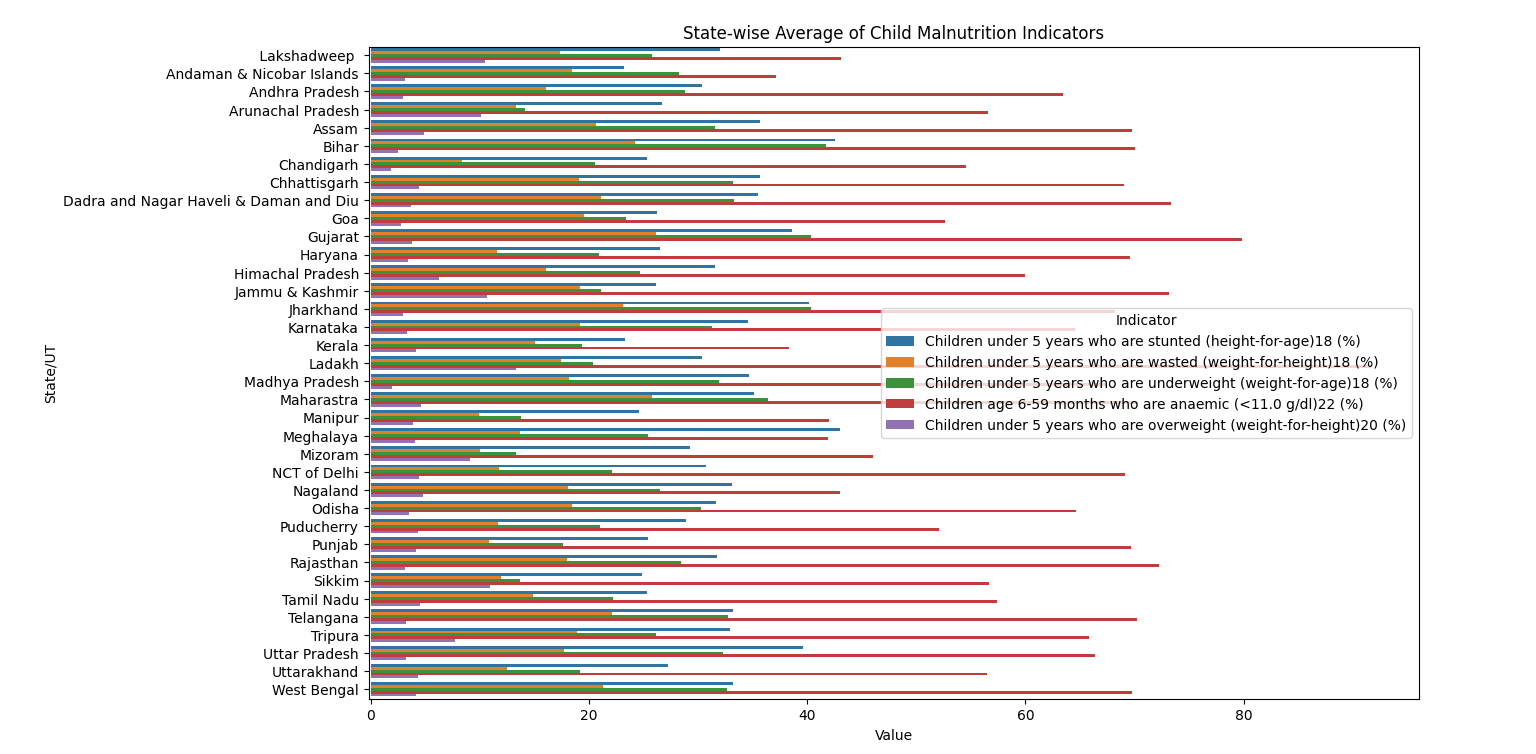 State-wise Average of Child Malnutrition Indicators
State/UT
Lakshadweep
Andaman & Nicobar Islands
Andhra Pradesh
Arunachal Pradesh
Assam
Bihar
Chandigarh
Chhattisgarh
Dadra and Nagar Haveli & Daman and Diu
Goa
Gujarat
Haryana
Himachal Pradesh
Jammu & Kashmir
Jharkhand
Karnataka
Kerala
Ladakh
Madhya Pradesh
Maharastra
Manipur
Meghalaya
Mizoram
NCT of Delhi
Nagaland
Odisha
Puducherry
Punjab
Rajasthan
Sikkim
Tamil Nadu
Telangana
Tripura
Uttar Pradesh
Uttarakhand
West Bengal
Indicator
Children under 5 years who are stunted (height-for-age)18 (%)
Children under 5 years who are wasted (weight-for-height)18 (%)
Children under 5 years who are underweight (weight-for-age)18 (%)
Children age 6-59 months who are anaemic (<11.0 g/dl)22 (%)
Children under 5 years who are overweight (weight-for-height)20 (%)
0 20 40 60 80
Value